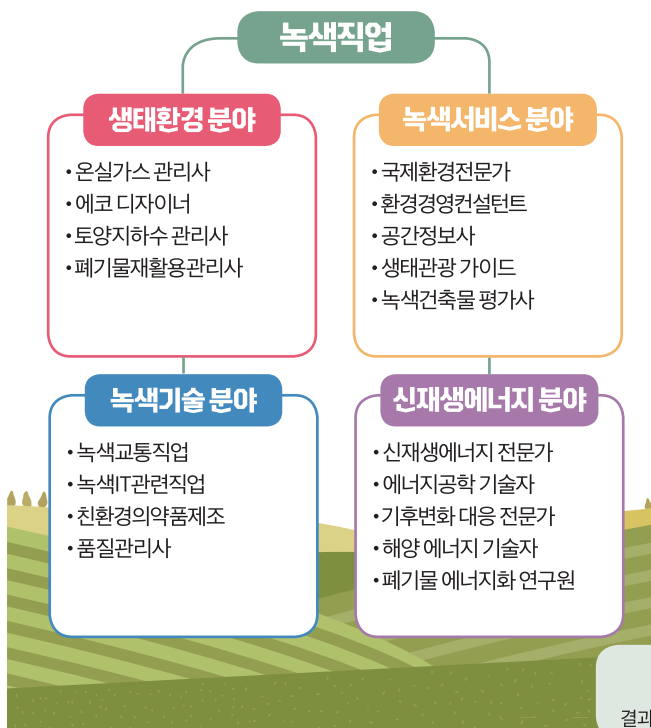 녹색직업
생태환경 분야
• 온실가스 관리사
• 에코 디자이너
• 토양지하수 관리사
• 폐기물재활용관리사
녹색서비스 분야
• 국제환경전문가
• 환경경영컨설턴트
• 공간정보사
• 생태관광 가이드
• 녹색건축물 평가사
녹색기술 분야
• 녹색교통직업
• 녹색IT관련직업
• 친환경의약품제조
• 품질관리사
신재생에너지 분야
• 신재생에너지 전문가
• 에너지공학 기술자
• 기후변화 대응 전문가
• 해양 에너지 기술자
• 폐기물 에너지화 연구원
결과